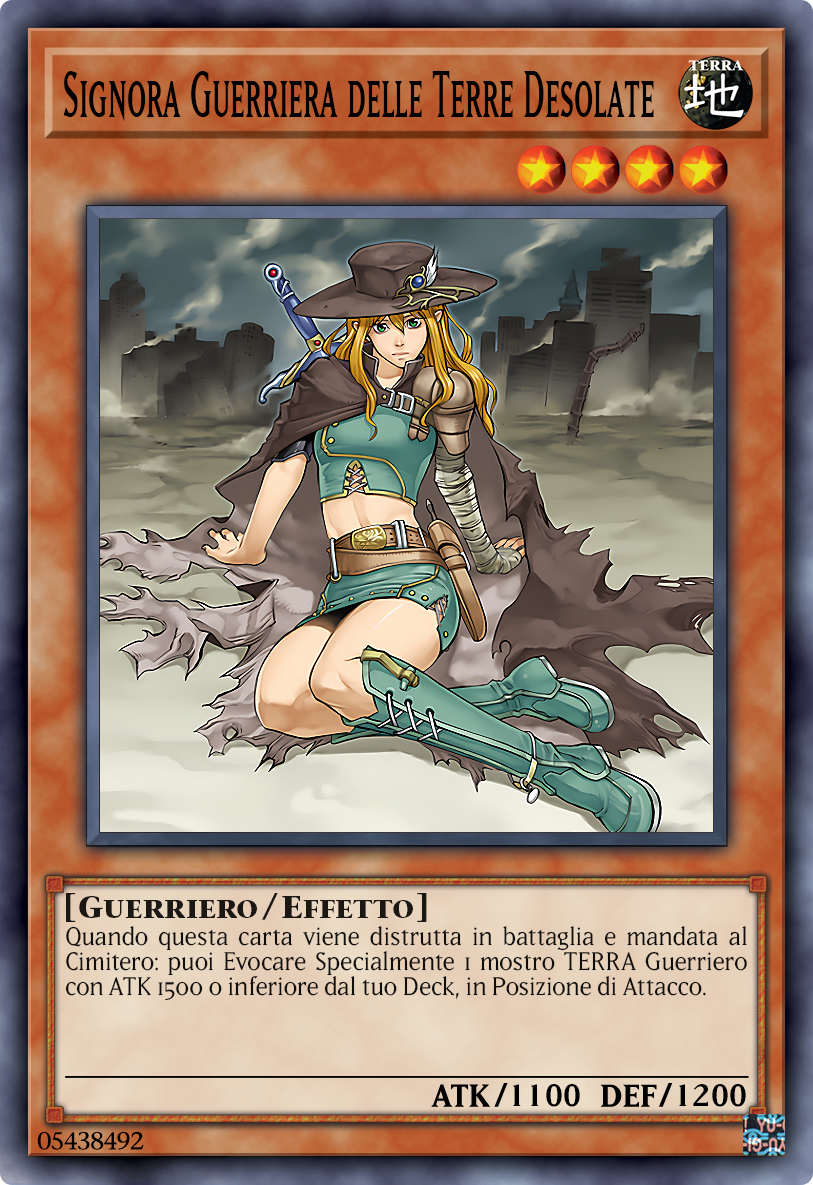 Signora Guerriera delle Terre Desolate
TERRA
地
[Guerriero/Effetto]
Quando questa carta viene distrutta in battaglia e mandata al
Cimitero: puoi Evocare Specialmente 1 mostro TERRA Guerriero
con ATK 1500 o inferiore dal tuo Deck, in Posizione di Attacco.
ATK/1100 DEF/1200
05438492